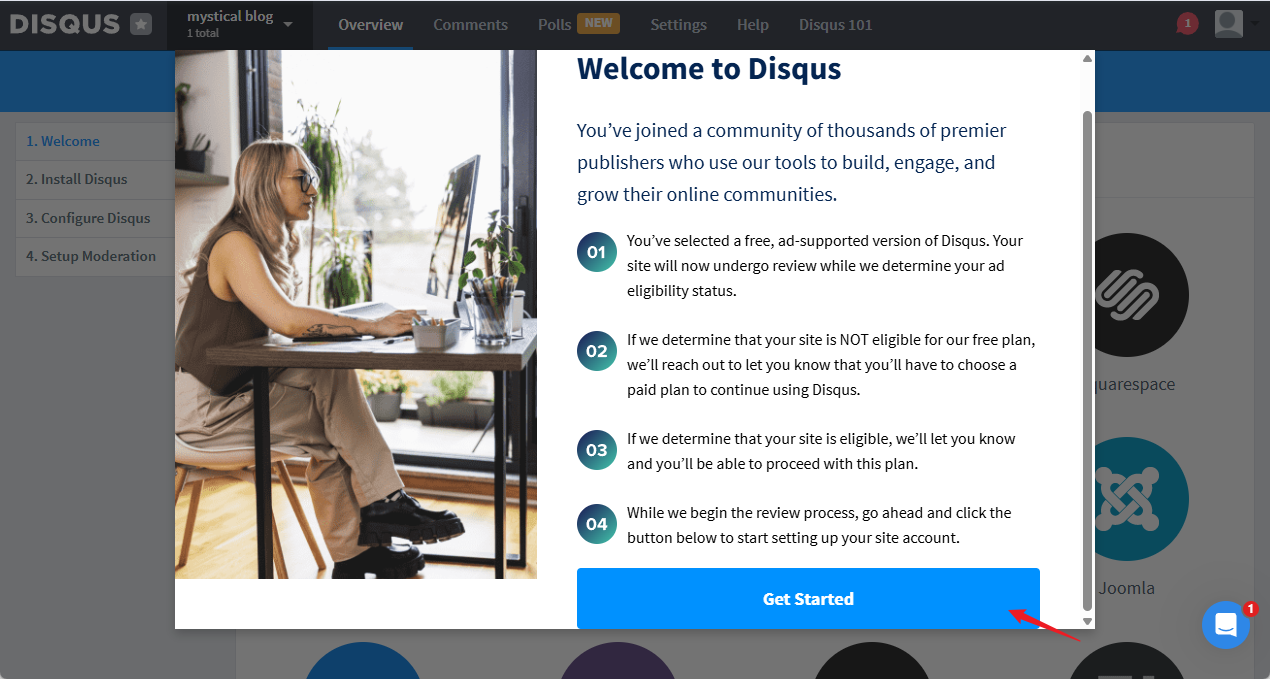 DISQUS
mystical blog
1 total
Overview
Comments
Polls NEW
Settings
Help
Disqus 101
1
1. Welcome
2. Install Disqus
3. Configure Disqus
4. Setup Moderation
Welcome to Disqus
You’ve joined a community of thousands of premier
publishers who use our tools to build, engage, and
grow their online communities.
01
You’ve selected a free, ad-supported version of Disqus. Your
site will now undergo review while we determine your ad
eligibility status.
02
If we determine that your site is NOT eligible for our free plan,
we’ll reach out to let you know that you’ll have to choose a
paid plan to continue using Disqus.
03
If we determine that your site is eligible, we’ll let you know
and you’ll be able to proceed with this plan.
04
While we begin the review process, go ahead and click the
button below to start setting up your site account.
Get Started
quarespace
Joomla
1